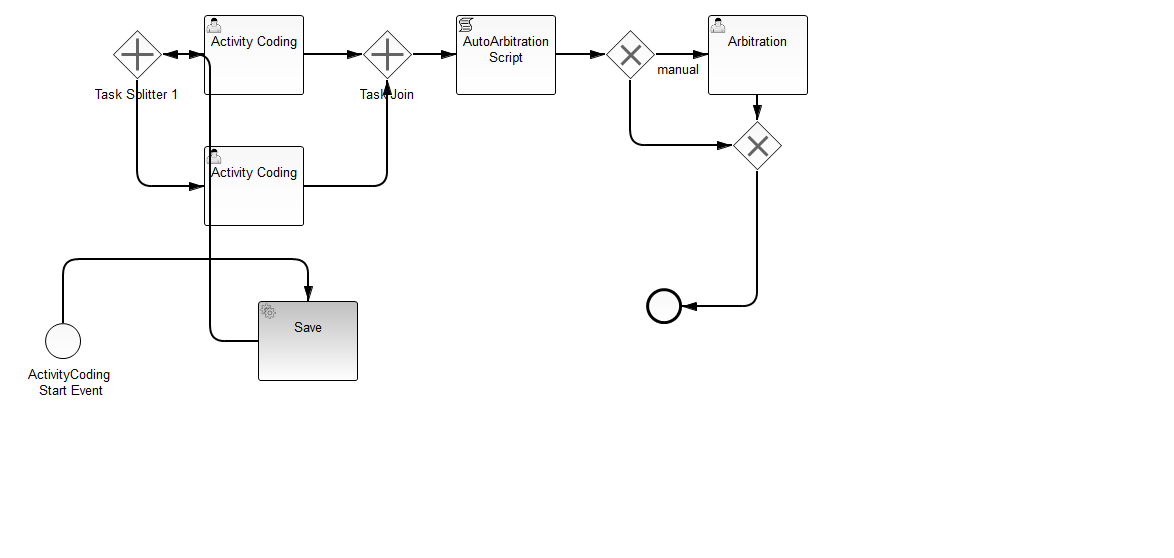 Activity Coding
Task Splitter 1
Task Join
AutoArbitration
Script
manual
Arbitration
Activity Coding
Save
ActivityCoding
Start Event